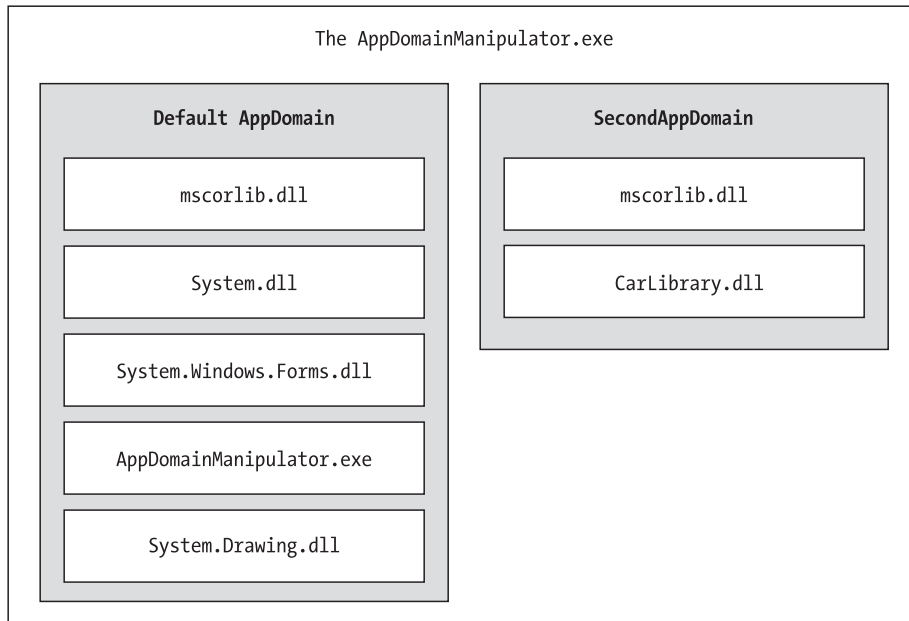 The AppDomainManipulator.exe
Default AppDomain
mscorlib.dll
System.dll
System.Windows.Forms.dll
AppDomainManipulator.exe
System.Drawing.dll
SecondAppDomain
mscorlib.dll
CarLibrary.dll